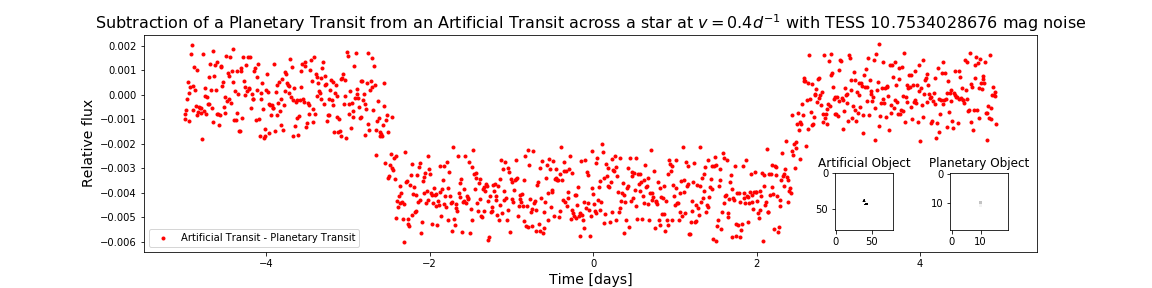 Subtraction of a Planetary Transit from an Artificial Transit across a star at v = 0.4d⁻¹ with TESS 10.7534028676 mag noise
0.002
0.001
0.000
−0.001
−0.002
−0.003
−0.004
−0.005
−0.006
Relative flux
Artificial Object
0
50
0 50
Planetary Object
0
10
0 10
Artificial Transit - Planetary Transit
−4 −2 0 2 4
Time [days]